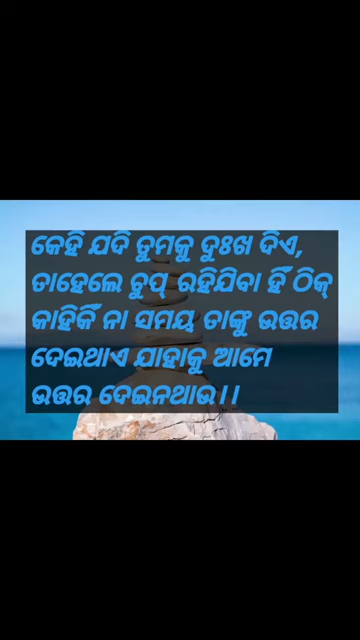 କେହି ଯଦି ତୁମକୁ ଦୁଃଖ ଦିଏ,
ତାହେଲେ ଚୁପ୍ ରହିଯିବା ହିଁ ଠିକ୍
କାହିକିଁ ନା ସମୟ ତାଙ୍କୁ ଉତ୍ତର
ଦେଇଥାଏ ଯାହାକୁ ଆମେ
ଉତ୍ତର ଦେଇନଥାଉ।।